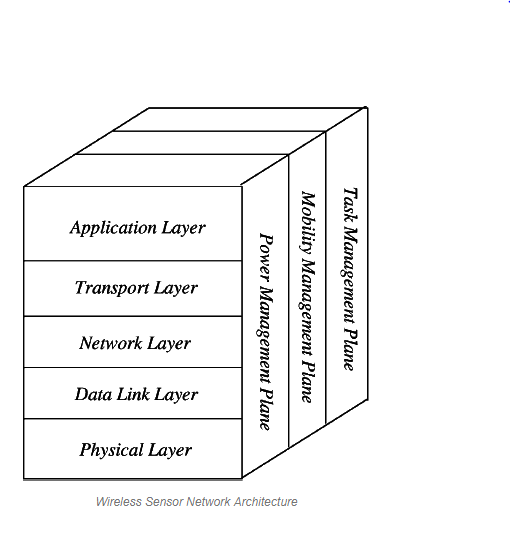 Application Layer
Transport Layer
Network Layer
Data Link Layer
Physical Layer
Power Management Plane
Mobility Management Plane
Task Management Plane
Wireless Sensor Network Architecture